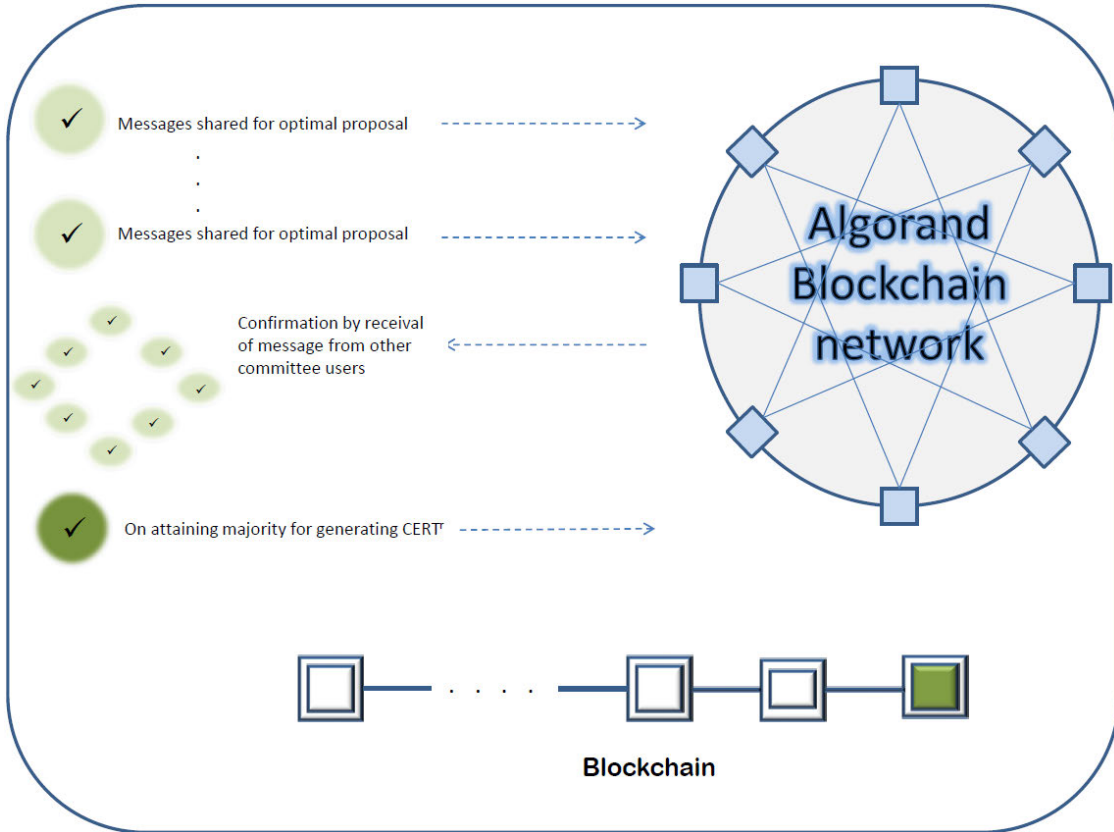 Messages shared for optimal proposal
Messages shared for optimal proposal
Confirmation by receival
of message from other
committee users
On attaining majority for generating CERTʳ
Algorand
Blockchain
network
Blockchain